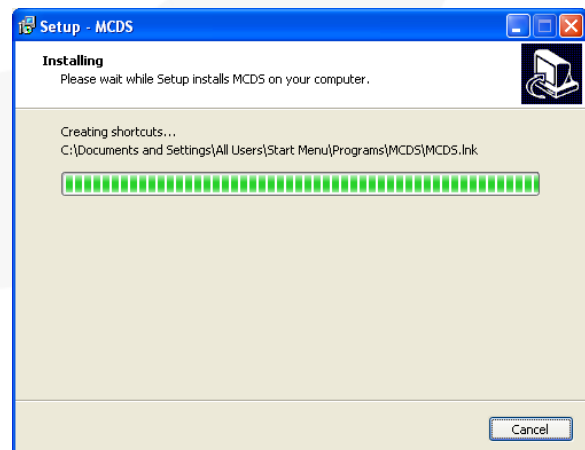 Setup - MCDS
Installing
Please wait while Setup installs MCDS on your computer.
Creating shortcuts...
C:\Documents and Settings\All Users\Start Menu\Programs\MCDS\MCDS.lnk
Cancel